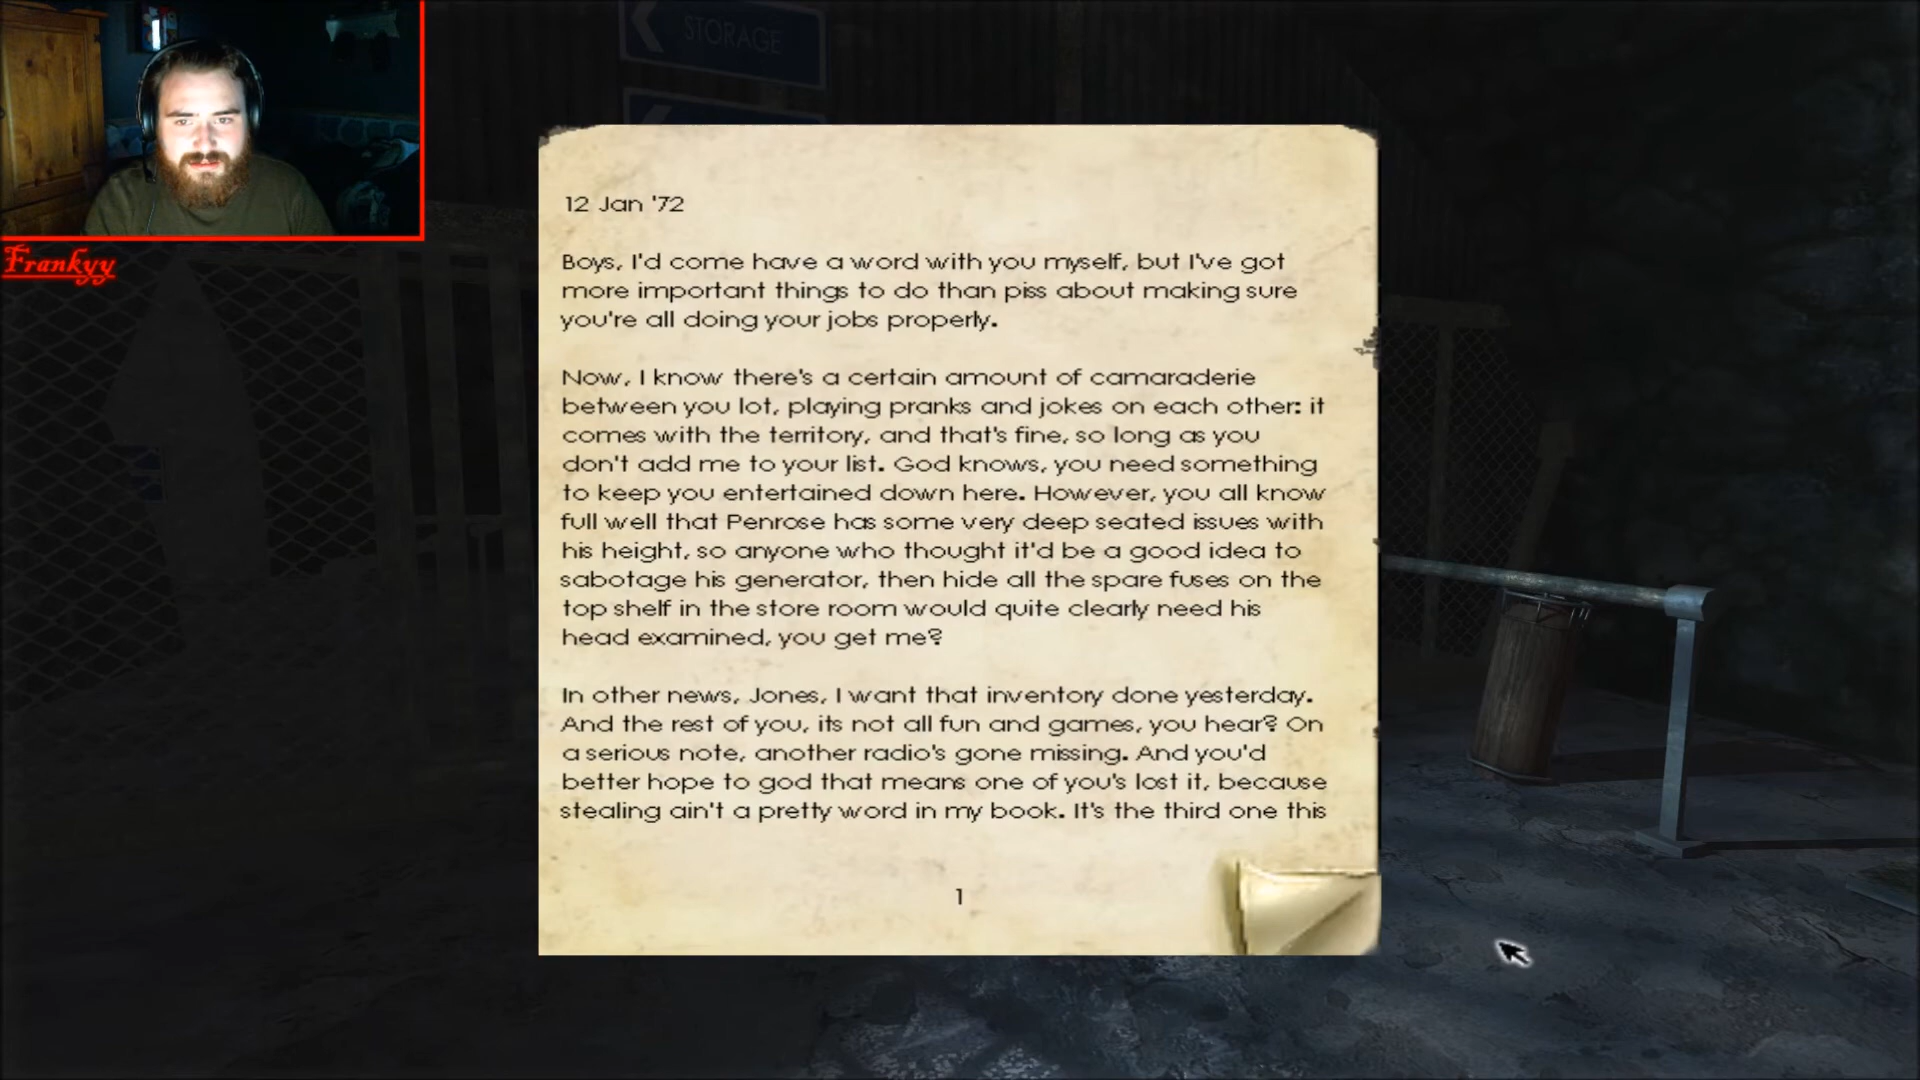 STORAGE
Frankyy
12 Jan '72
Boys, I'd come have a word with you myself, but I've got
more important things to do than piss about making sure
you're all doing your jobs properly.
Now, I know there's a certain amount of camaraderie
between you lot, playing pranks and jokes on each other: it
comes with the territory, and that's fine, so long as you
don't add me to your list. God knows, you need something
to keep you entertained down here. However, you all know
full well that Penrose has some very deep seated issues with
his height, so anyone who thought it'd be a good idea to
sabotage his generator, then hide all the spare fuses on the
top shelf in the store room would quite clearly need his
head examined, you get me?
In other news, Jones, I want that inventory done yesterday.
And the rest of you, its not all fun and games, you hear? On
a serious note, another radio's gone missing. And you'd
better hope to god that means one of you's lost it, because
stealing ain't a pretty word in my book. It's the third one this
1